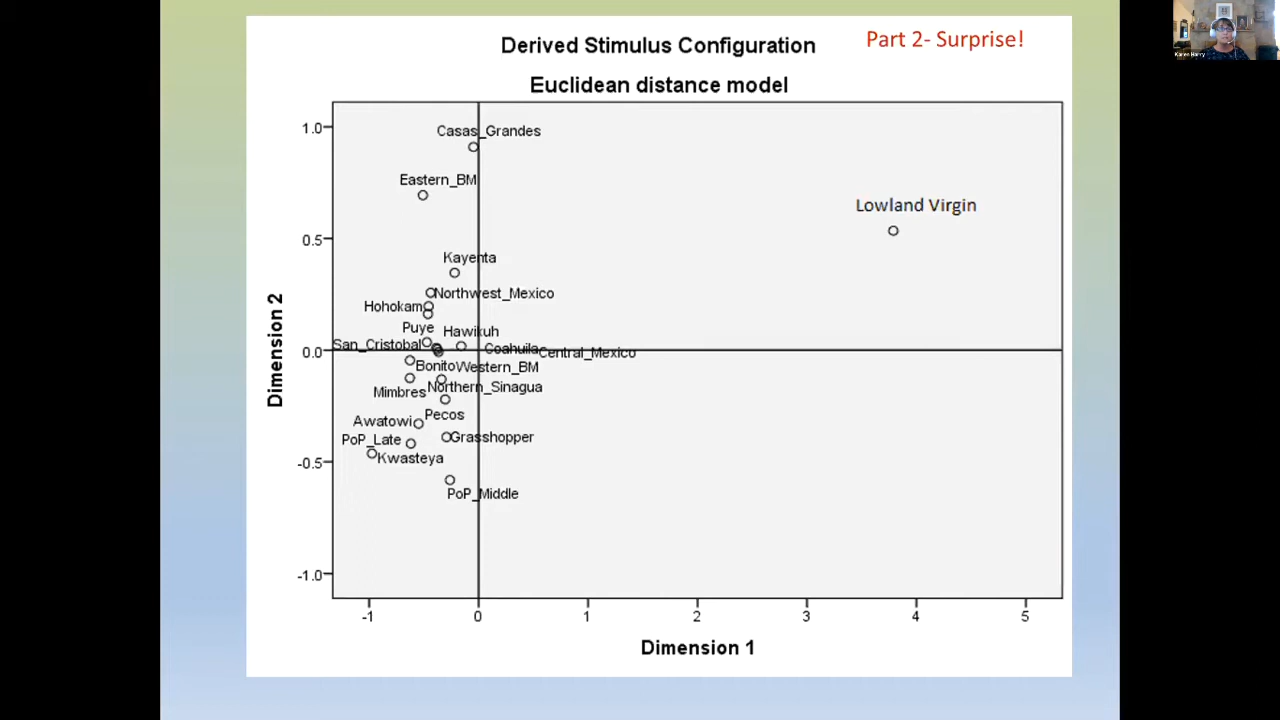 Part 2- Surprise!
Karen Harry
Derived Stimulus Configuration
Euclidean distance model
Casas_Grandes
Eastern_BM
Lowland Virgin
Kayenta
Northwest_Mexico
Hohokam
Puye
Hawikuh
San_Cristobal
Coahuila
Central_Mexico
Bonito
Western_BM
Mimbres
Northern_Sinagua
Pecos
Awatowi
PoP_Late
Grasshopper
Kwasteya
PoP_Middle
1.0
0.5
0.0
-0.5
-1.0
Dimension 2
-1 0 1 2 3 4 5
Dimension 1